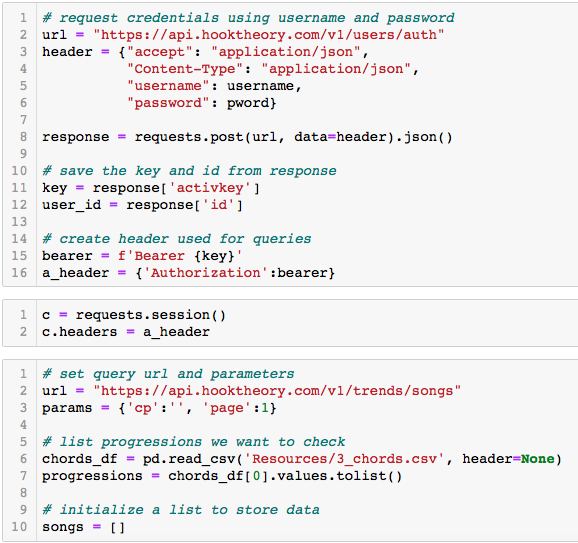 1 # request credentials using username and password
2 url = "https://api.hooktheory.com/v1/users/auth"
3 header = {"accept": "application/json",
4           "Content-Type": "application/json",
5           "username": username,
6           "password": pword}
7
8 response = requests.post(url, data=header).json()
9
10 # save the key and id from response
11 key = response['activkey']
12 user_id = response['id']
13
14 # create header used for queries
15 bearer = f'Bearer {key}'
16 a_header = {'Authorization':bearer}
1 c = requests.session()
2 c.headers = a_header
1 # set query url and parameters
2 url = "https://api.hooktheory.com/v1/trends/songs"
3 params = {'cp':'', 'page':1}
4
5 # list progressions we want to check
6 chords_df = pd.read_csv('Resources/3_chords.csv', header=None)
7 progressions = chords_df[0].values.tolist()
8
9 # initialize a list to store data
10 songs = []